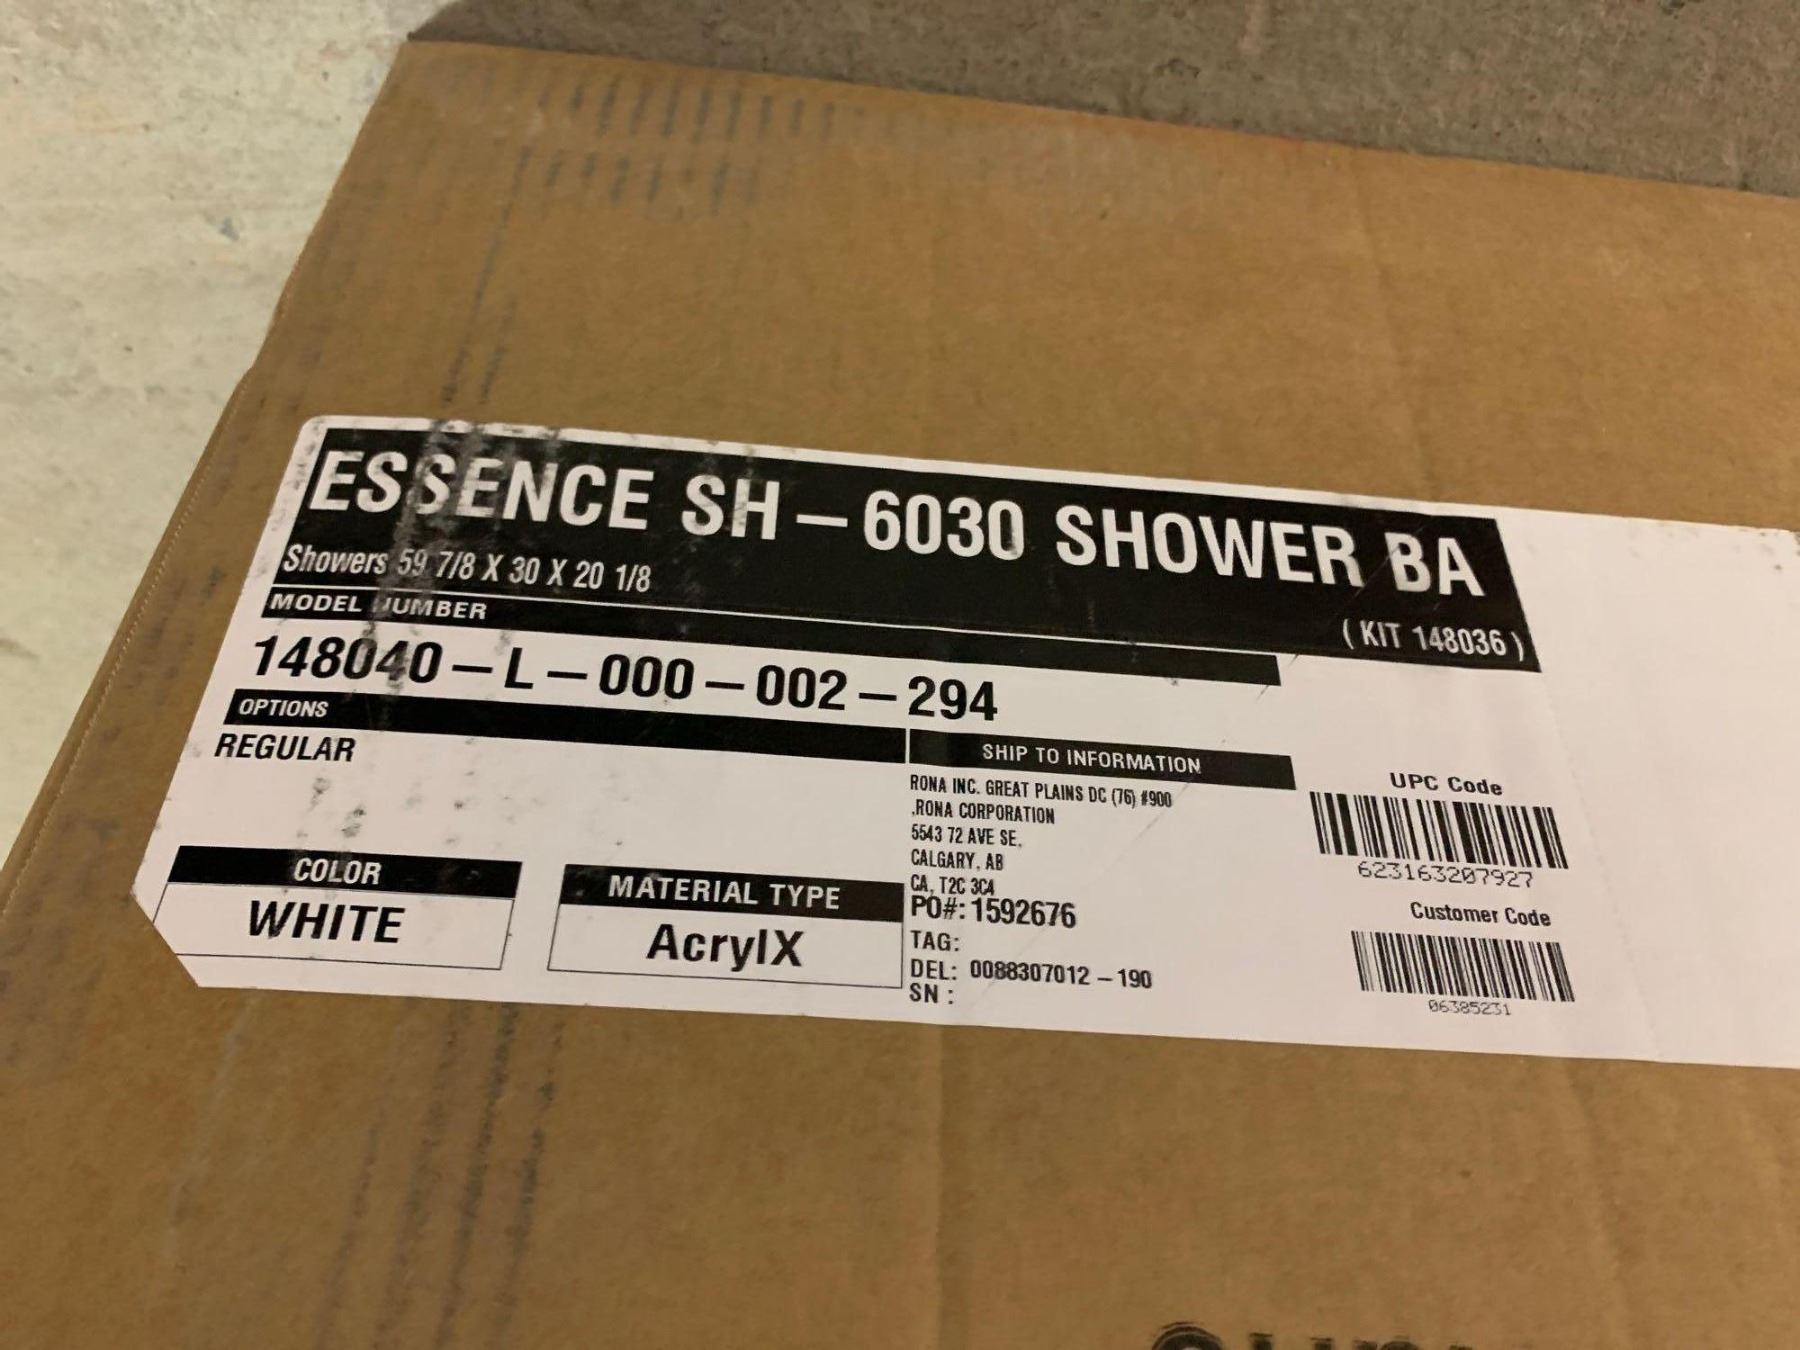 ESSENCE SH-6030 SHOWER BA
Showers 59 7/8 X 30 X 20 1/8
(KIT 148036)
MODEL NUMBER
148040-L-000-002-294
OPTIONS
REGULAR
COLOR
WHITE
MATERIAL TYPE
AcrylX
SHIP TO INFORMATION
RONA INC. GREAT PLAINS DC (76) #900
,RONA CORPORATION
5543 72 AVE SE,
CALGARY, AB
CA, T2C 3C4
PO#: 1592676
TAG:
DEL: 0088307012-190
SN :
UPC Code
623163207927
Customer Code
06385231